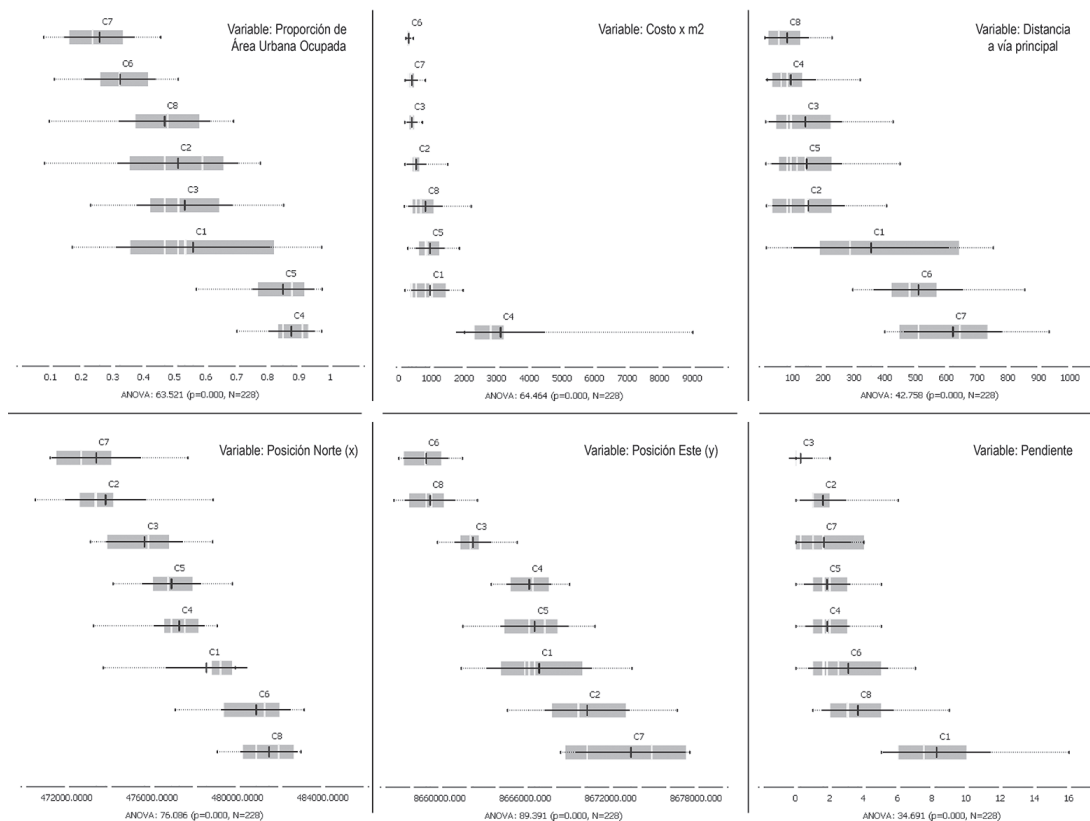 Variable: Proporción de
Área Urbana Ocupada
C7
C6
C8
C2
C3
C1
C5
C4
0.1 0.2 0.3 0.4 0.5 0.6 0.7 0.8 0.9 1
ANOVA: 63.521 (p=0.000, N=228)
Variable: Costo x m2
C6
C7
C3
C2
C8
C5
C1
C4
0 1000 2000 3000 4000 5000 6000 7000 8000 9000
ANOVA: 64.464 (p=0.000, N=228)
Variable: Distancia
a vía principal
C8
C4
C3
C5
C2
C1
C6
C7
100 200 300 400 500 600 700 800 900 1000
ANOVA: 42.758 (p=0.000, N=228)
Variable: Posición Norte (x)
C7
C2
C3
C5
C4
C1
C6
C8
472000.0000 476000.0000 480000.0000 484000.0000
ANOVA: 76.086 (p=0.000, N=228)
Variable: Posición Este (y)
C6
C8
C3
C4
C5
C1
C2
C7
8660000.000 8666000.000 8672000.000 8678000.000
ANOVA: 89.391 (p=0.000, N=228)
Variable: Pendiente
C3
C2
C7
C5
C4
C6
C8
C1
0 2 4 6 8 10 12 14 16
ANOVA: 34.691 (p=0.000, N=228)